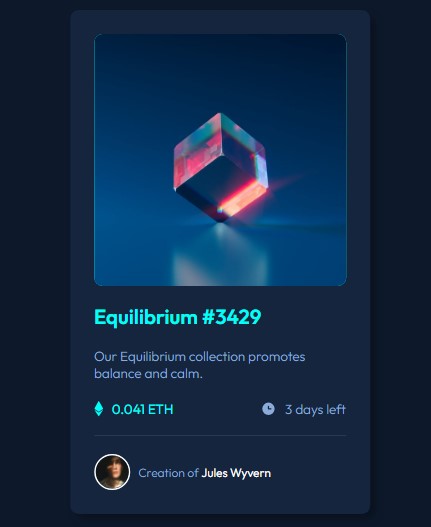 Equilibrium #3429
Our Equilibrium collection promotes
balance and calm.
0.041 ETH
3 days left
Creation of Jules Wyvern